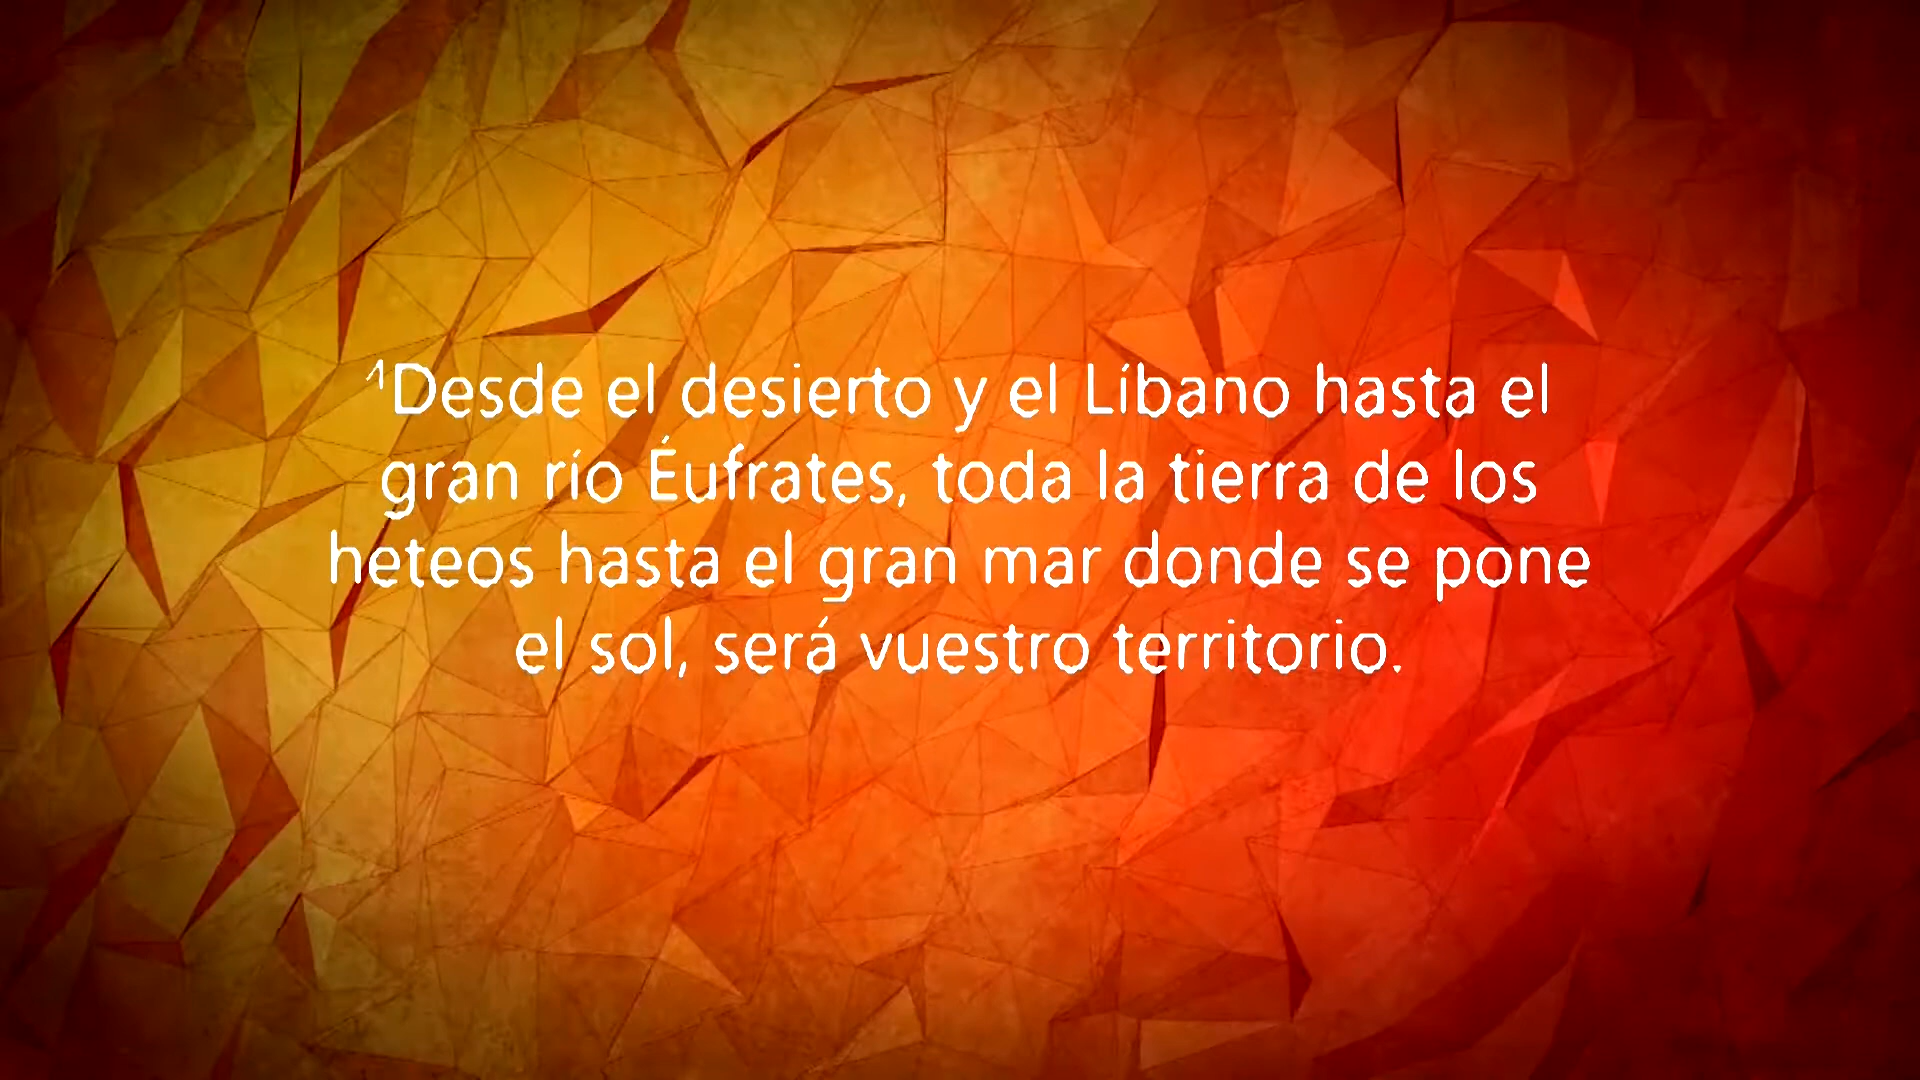 ¹Desde el desierto y el Líbano hasta el
gran río Éufrates, toda la tierra de los
heteos hasta el gran mar donde se pone
el sol, será vuestro territorio.